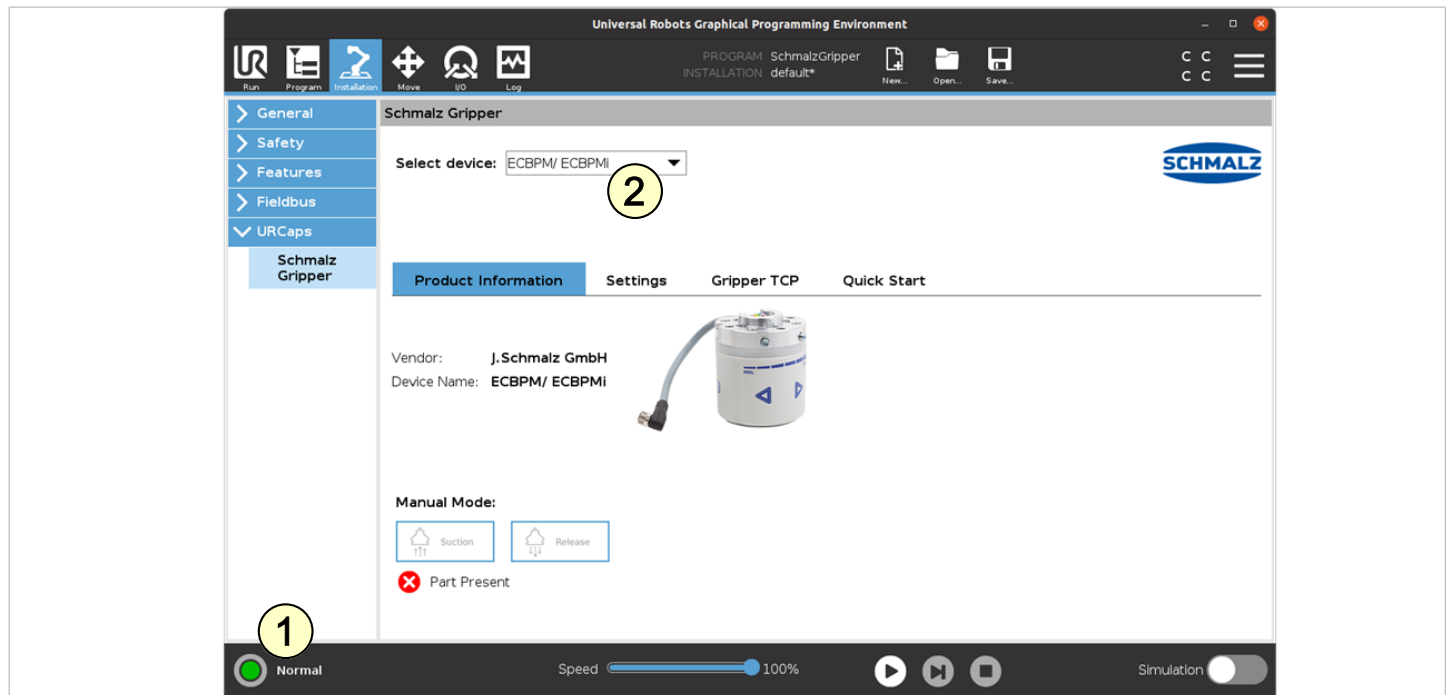 Universal Robots Graphical Programming Environment
PROGRAM SchmalzGripper
INSTALLATION default*
Run Program Installation Move I/O Log New... Open... Save...
C C
C C
General
Safety
Features
Fieldbus
URCaps
Schmalz
Gripper
Schmalz Gripper
Select device: ECBPM/ ECBPMi
2
SCHMALZ
Product Information Settings Gripper TCP Quick Start
Vendor: J.Schmalz GmbH
Device Name: ECBPM/ ECBPMi
Manual Mode:
Suction Release
Part Present
1
Normal Speed 100% Simulation